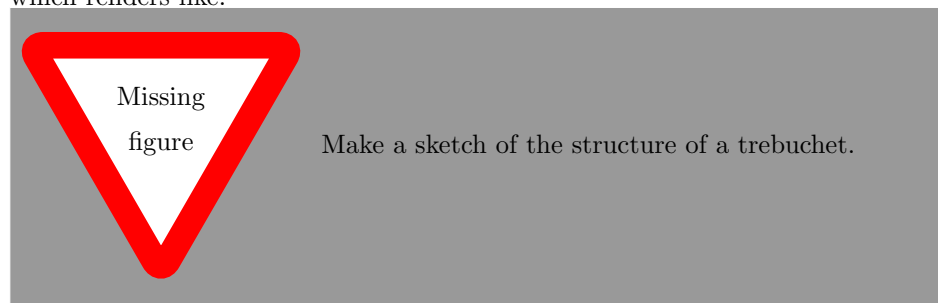 which renders like:
Missing
figure
Make a sketch of the structure of a trebuchet.